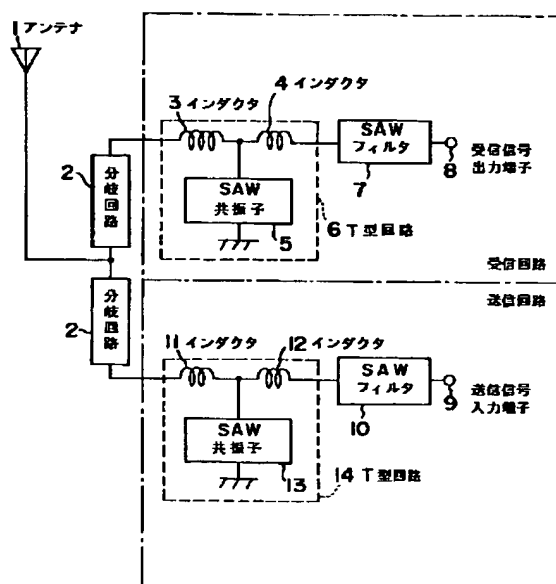 1 アンテナ
3 インダクタ
4 インダクタ
SAW
フィルタ
7
8
受信信号
出力端子
2
分岐回路
SAW
共振子
5
6 T型回路
受信回路
送信回路
2
分岐回路
11 インダクタ
12 インダクタ
SAW
フィルタ
10
9
送信信号
入力端子
SAW
共振子
13
14 T型回路